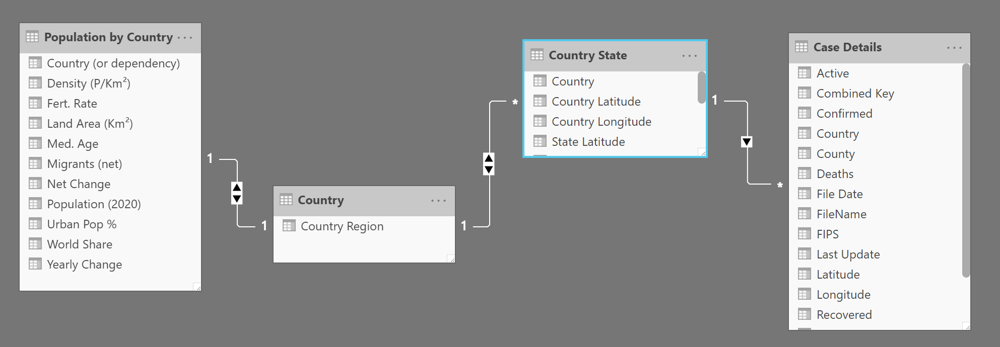 Population by Country
Country (or dependency)
Density (P/Km²)
Fert. Rate
Land Area (Km²)
Med. Age
Migrants (net)
Net Change
Population (2020)
Urban Pop %
World Share
Yearly Change
1
1
Country
Country Region
1
*
Country State
Country
Country Latitude
Country Longitude
State Latitude
1
*
Case Details
Active
Combined Key
Confirmed
Country
County
Deaths
File Date
FileName
FIPS
Last Update
Latitude
Longitude
Recovered